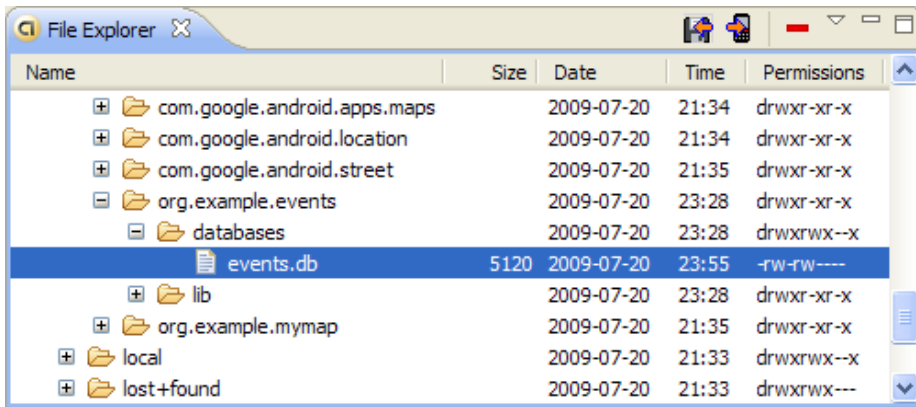 File Explorer
Name Size Date Time Permissions
com.google.android.apps.maps 2009-07-20 21:34 drwxr-xr-x
com.google.android.location 2009-07-20 21:34 drwxr-xr-x
com.google.android.street 2009-07-20 21:35 drwxr-xr-x
org.example.events 2009-07-20 23:28 drwxr-xr-x
databases 2009-07-20 23:28 drwxrwx--x
events.db 5120 2009-07-20 23:55 -rw-rw----
lib 2009-07-20 23:28 drwxr-xr-x
org.example.mymap 2009-07-20 21:35 drwxr-xr-x
local 2009-07-20 21:33 drwxrwx--x
lost+found 2009-07-20 21:33 drwxrwx---